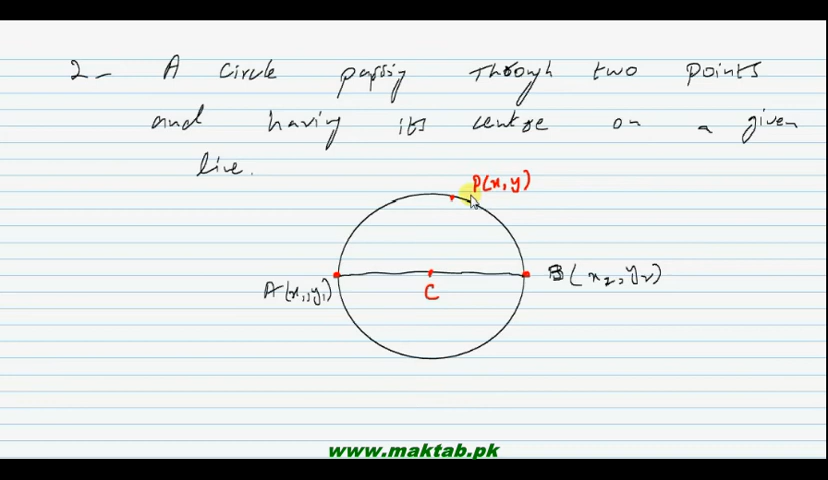 2- A circle passing through two points
and having its centre on a given
line.
P(x, y)
A(x₁, y₁)
C
B(x₂, y₂)
www.maktab.pk